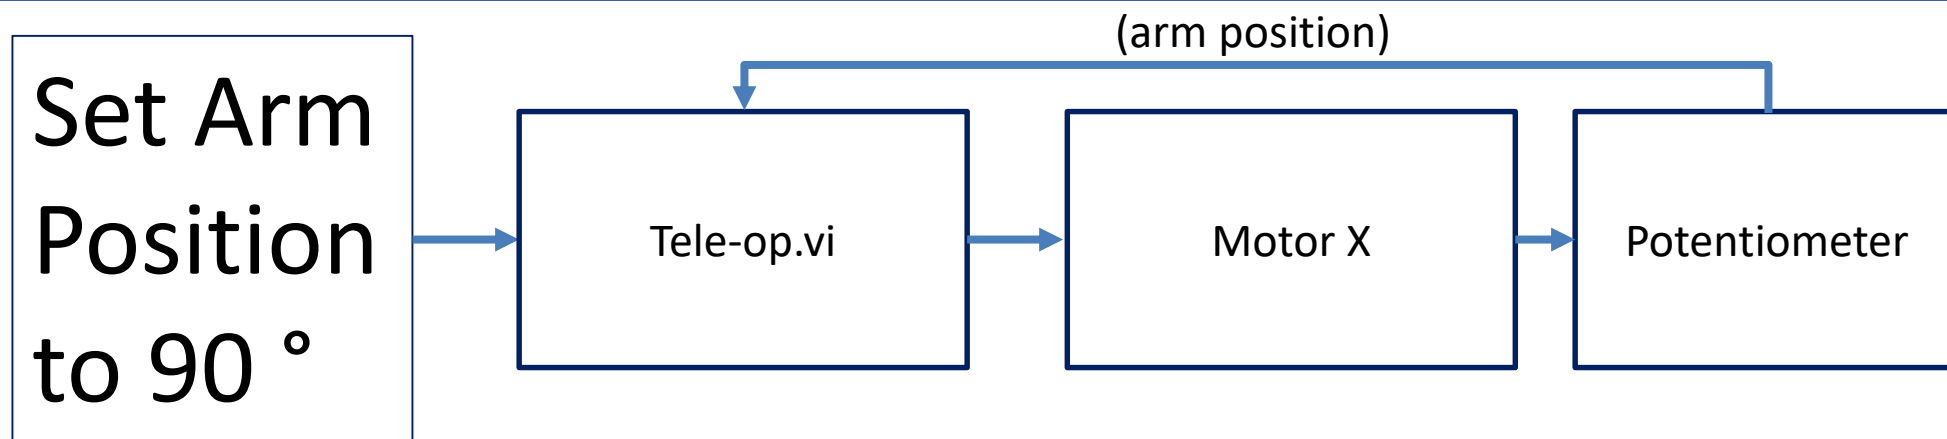 (arm position)
Set Arm
Position
to 90 °
Tele-op.vi
Motor X
Potentiometer